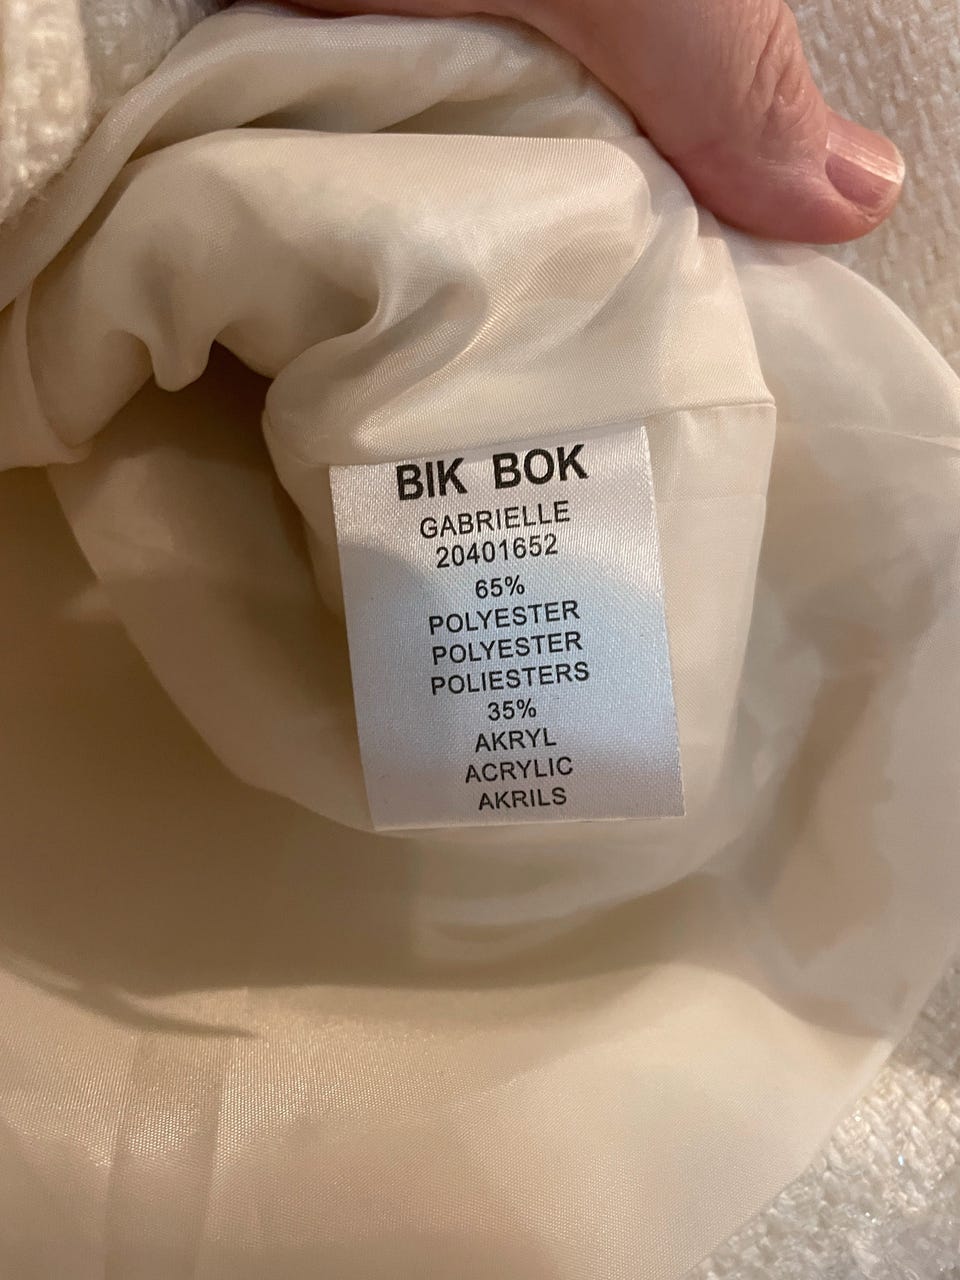 BIK BOK
GABRIELLE
20401652
65%
POLYESTER
POLYESTER
POLIESTERS
35%
AKRYL
ACRYLIC
AKRILS